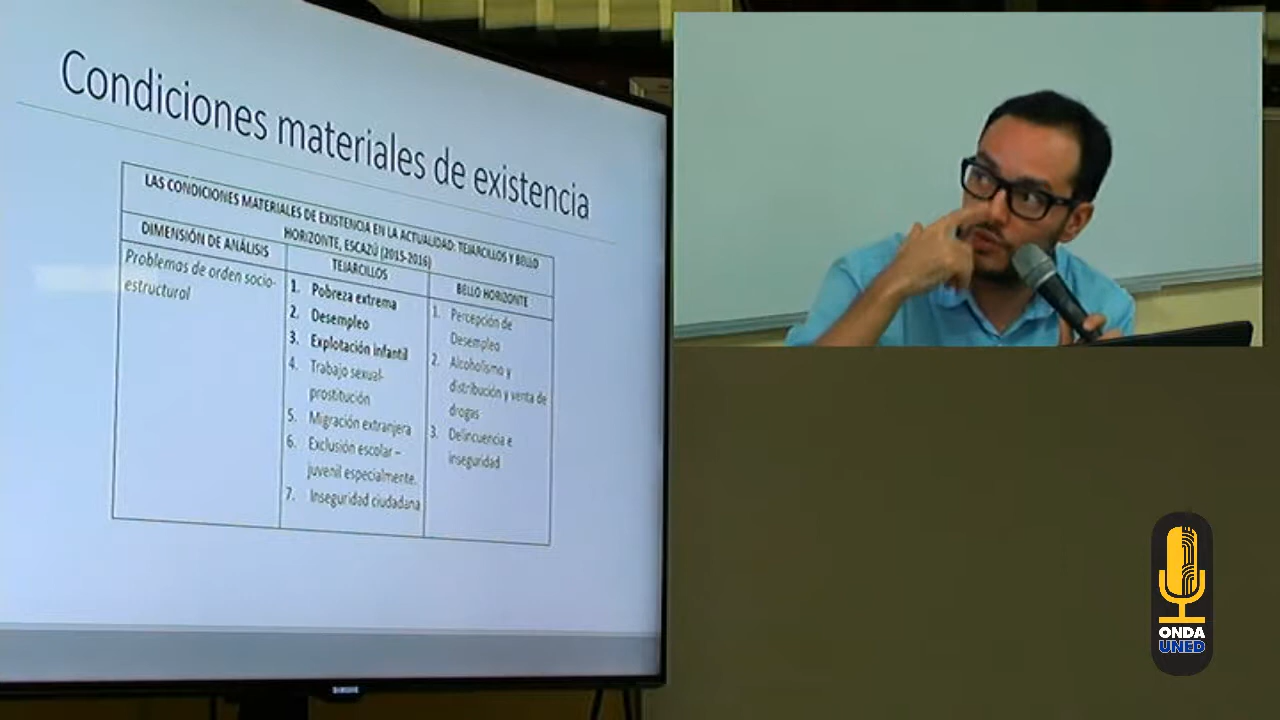 Condiciones materiales de existencia
LAS CONDICIONES MATERIALES DE EXISTENCIA EN LA ACTUALIDAD: TEJARCILLOS Y BELLO
HORIZONTE, ESCAZÚ (2015-2016)
DIMENSIÓN DE ANÁLISIS
TEJARCILLOS
BELLO HORIZONTE
Problemas de orden socio-
estructural
1. Pobreza extrema
2. Desempleo
3. Explotación infantil
4. Trabajo sexual-
prostitución
5. Migración extranjera
6. Exclusión escolar –
juvenil especialmente.
7. Inseguridad ciudadana
1. Percepción de
Desempleo
2. Alcoholismo y
distribución y venta de
drogas
3. Delincuencia e
inseguridad
ONDA
UNED